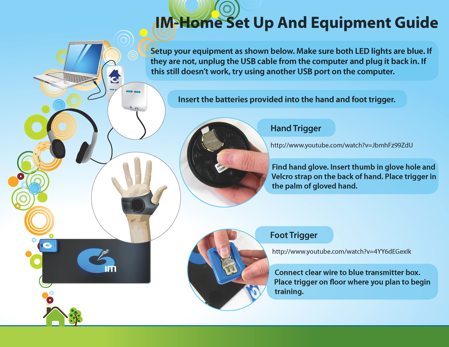 IM-Home Set Up And Equipment Guide
Setup your equipment as shown below. Make sure both LED lights are blue. If
they are not, unplug the USB cable from the computer and plug it back in. If
this still doesn't work, try using another USB port on the computer.
Insert the batteries provided into the hand and foot trigger.
Hand Trigger
http://www.youtube.com/watch?v=JbmhFz99ZdU
Find hand glove. Insert thumb in glove hole and
Velcro strap on the back of hand. Place trigger in
the palm of gloved hand.
Foot Trigger
http://www.youtube.com/watch?v=4YY6dEGexlk
Connect clear wire to blue transmitter box.
Place trigger on floor where you plan to begin
training.
IM